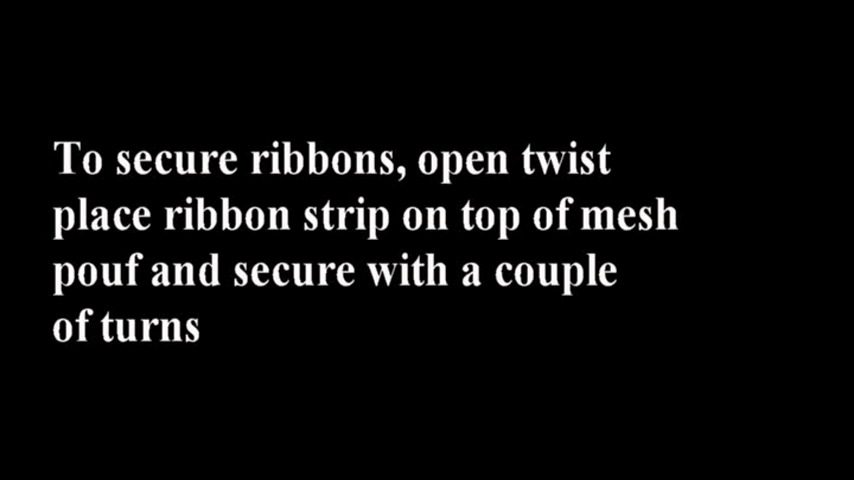 To secure ribbons, open twist
place ribbon strip on top of mesh
pouf and secure with a couple
of turns